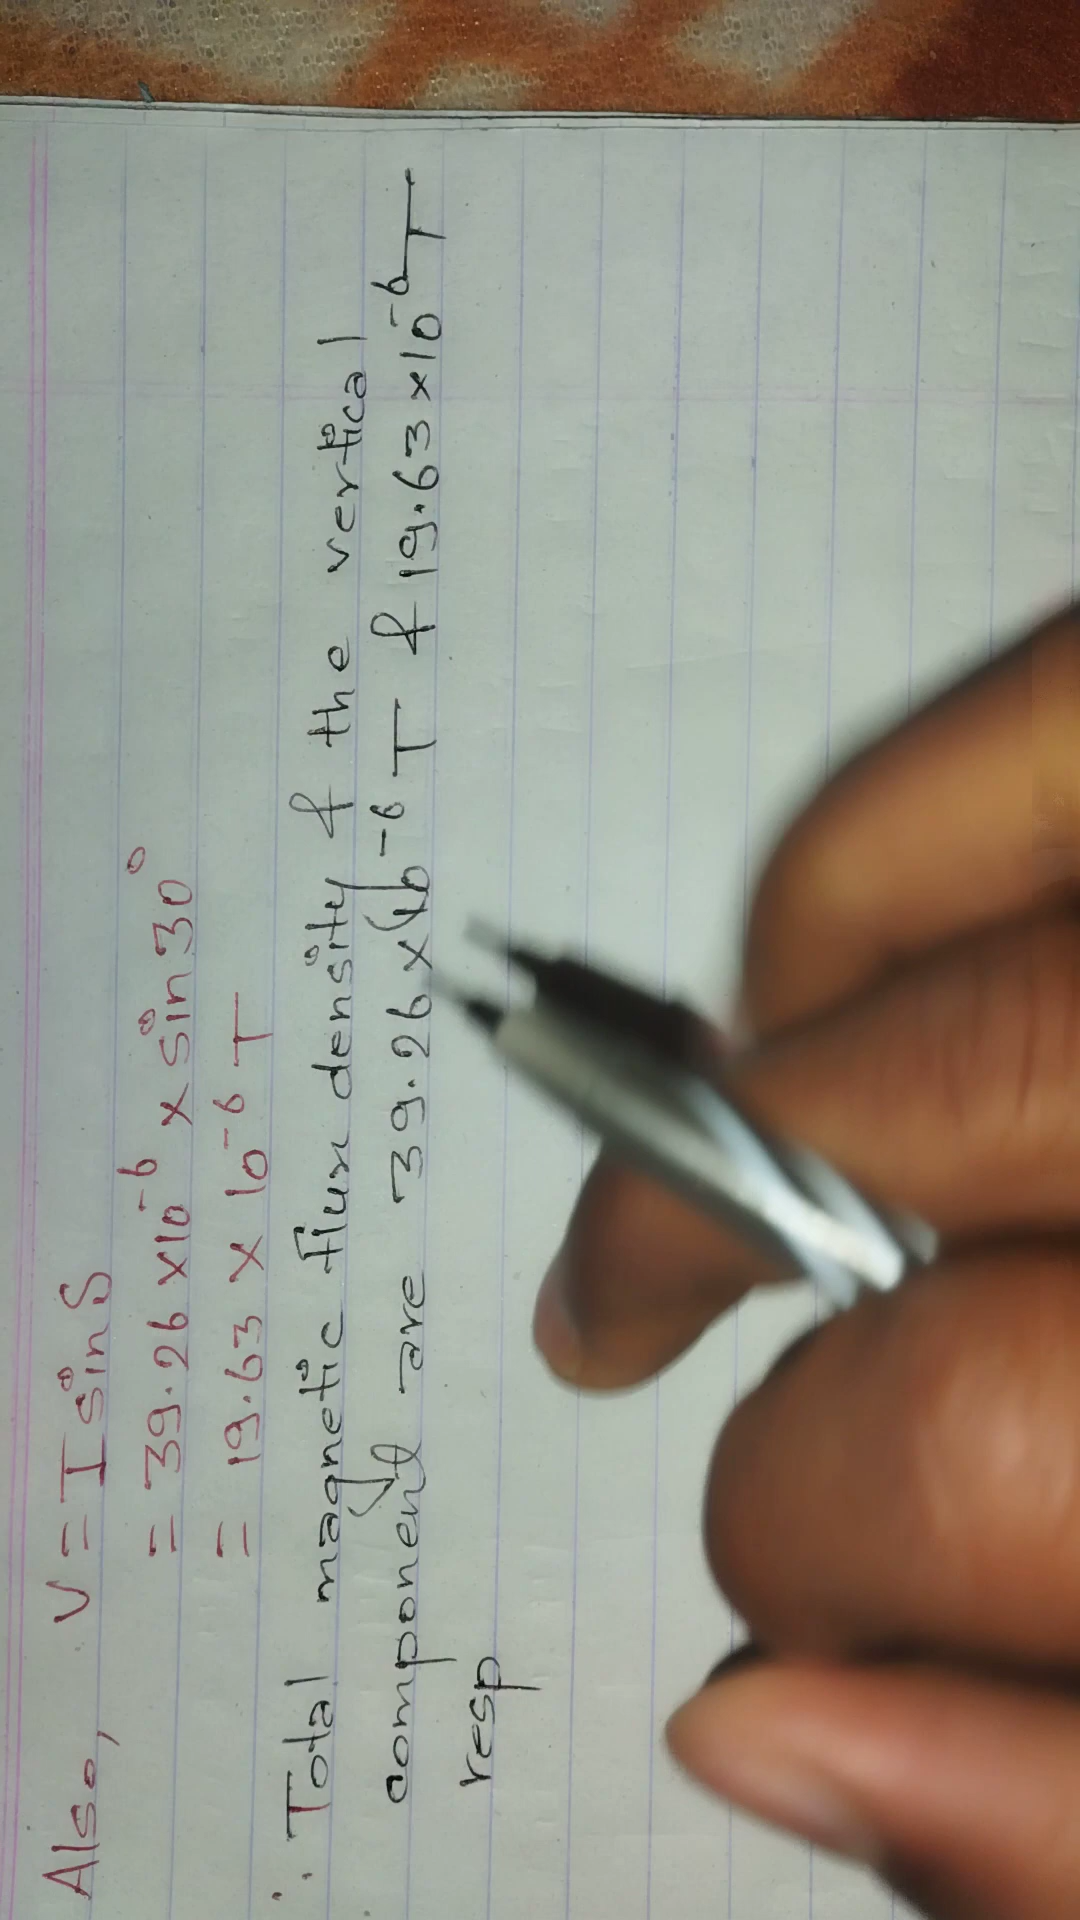 Also, V = I sin δ
= 39.26 × 10⁻⁶ × sin 30°
= 19.63 × 10⁻⁶ T
∴ Total magnetic flux density & the vertical
component are 39.26 × 10⁻⁶ T & 19.63 × 10⁻⁶ T
resp